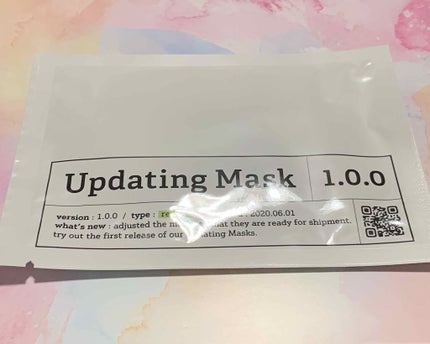 Updating Mask 1.0.0
version : 1.0.0 / type : : 2020.06.01
what's new : adjusted the that they are ready for shipment.
try out the first release of our Updating Masks.